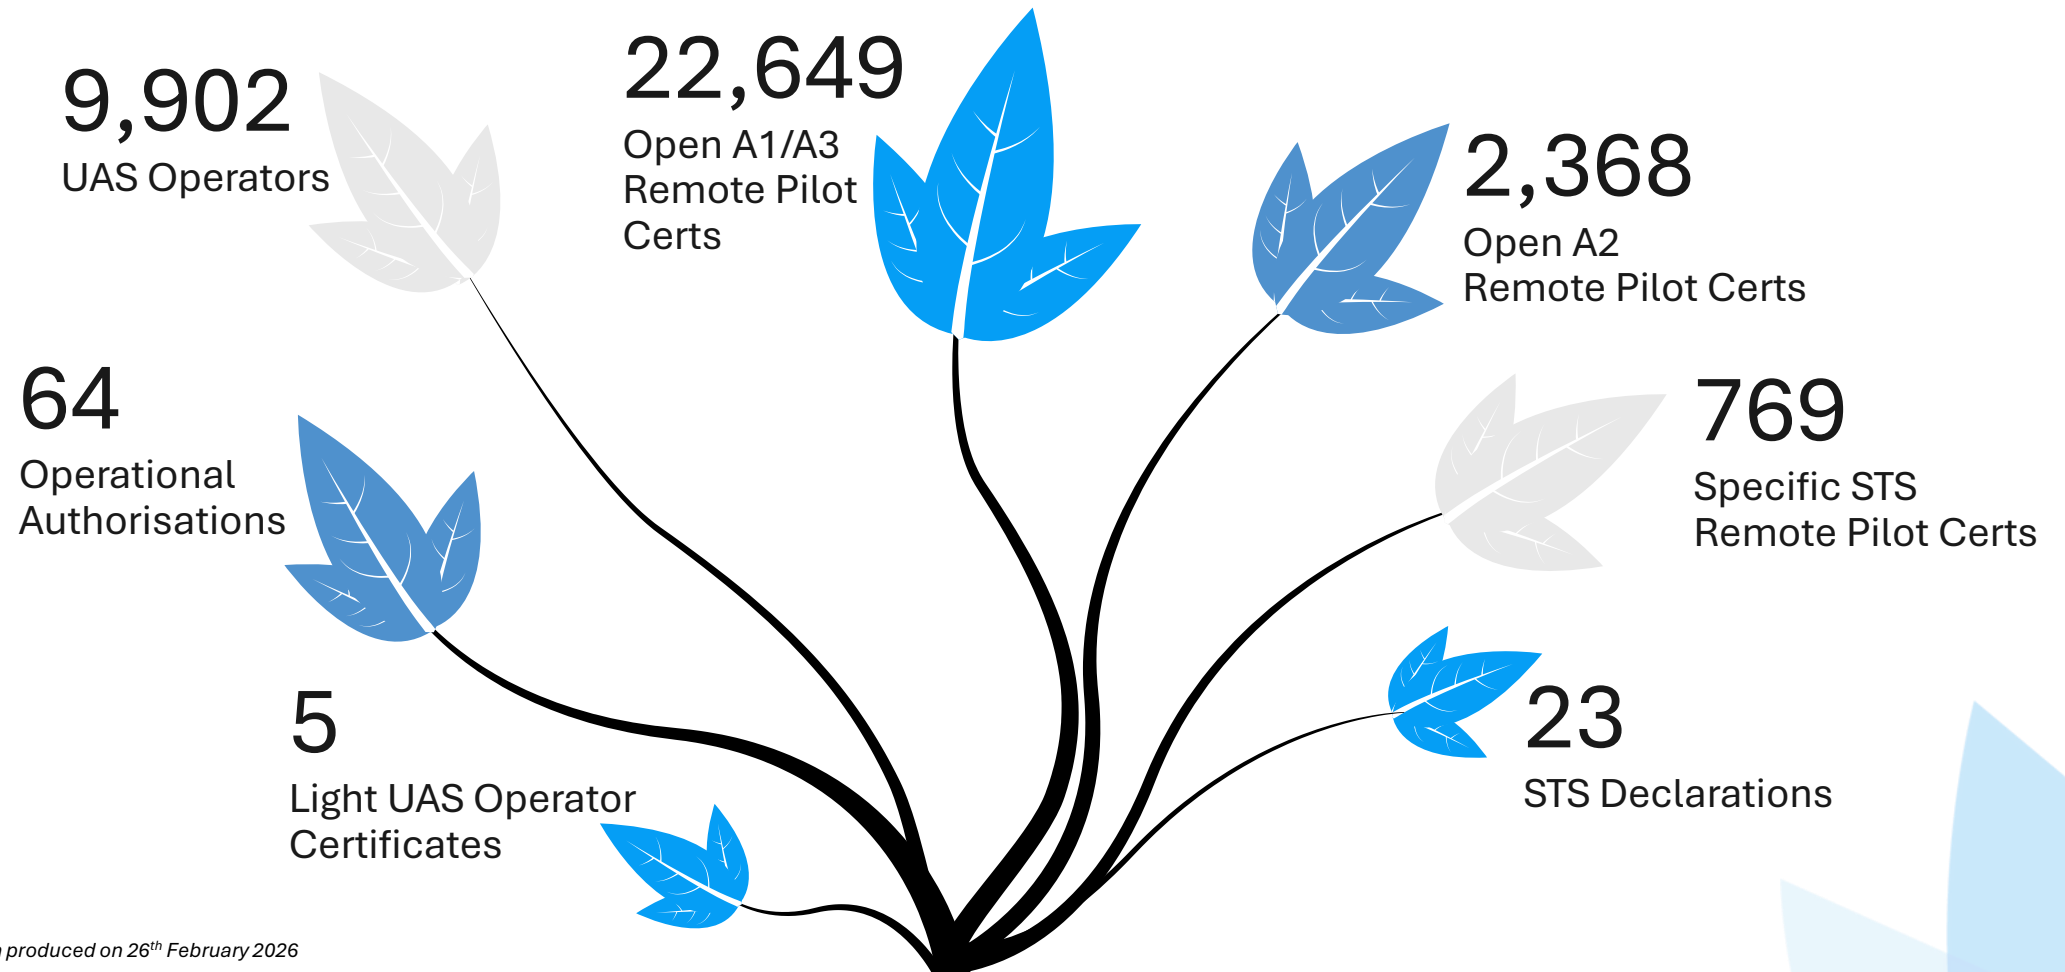 9,902
UAS Operators
22,649
Open A1/A3
Remote Pilot
Certs
2,368
Open A2
Remote Pilot Certs
64
Operational
Authorisations
769
Specific STS
Remote Pilot Certs
5
Light UAS Operator
Certificates
23
STS Declarations
produced on 26th February 2026